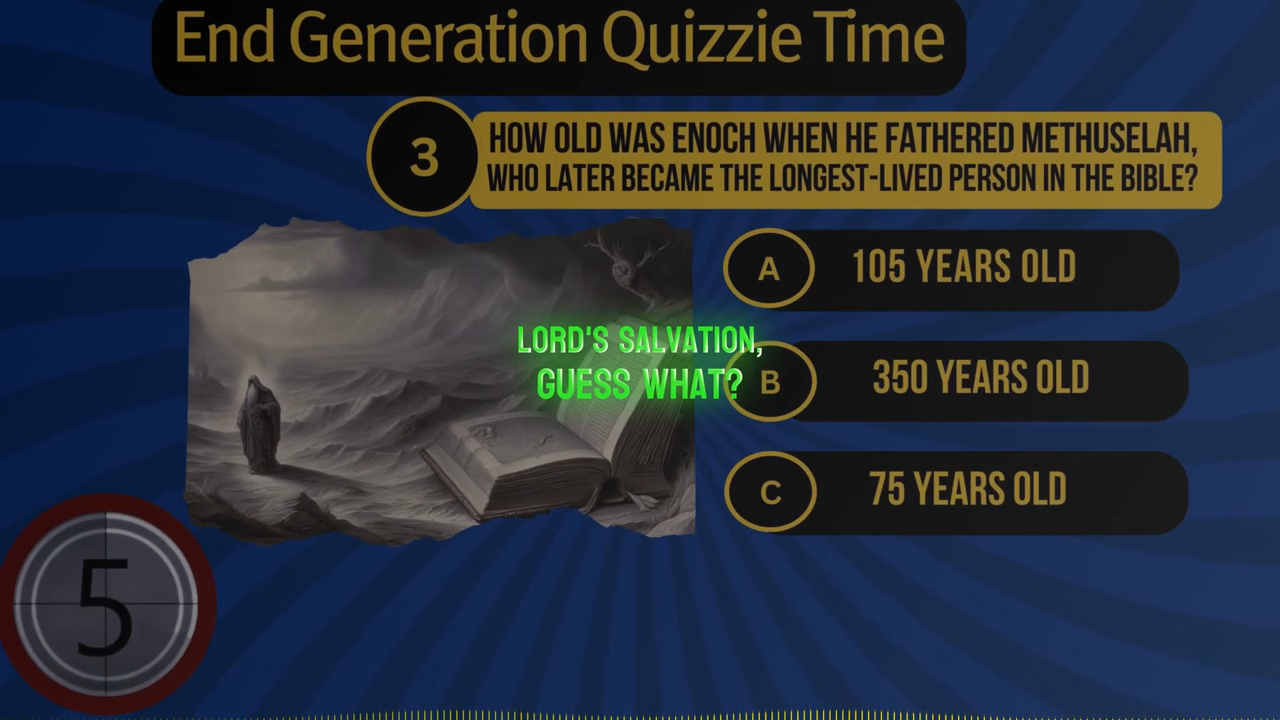 End Generation Quizzie Time
3
HOW OLD WAS ENOCH WHEN HE FATHERED METHUSELAH,
WHO LATER BECAME THE LONGEST-LIVED PERSON IN THE BIBLE?
A
105 YEARS OLD
LORD'S SALVATION,
GUESS WHAT?
B
350 YEARS OLD
C
75 YEARS OLD
5